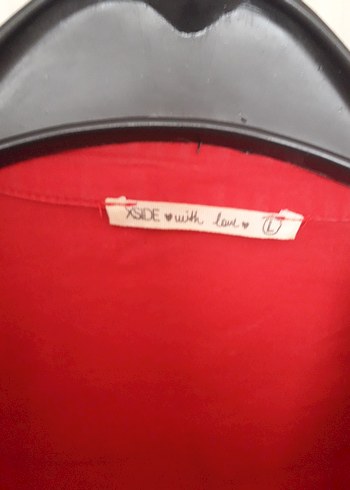 XSIDE ♥ with love ♥ L